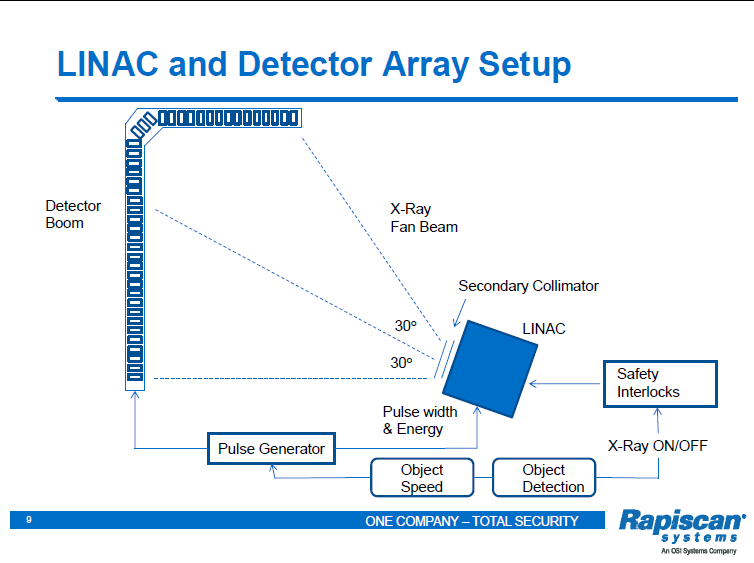 LINAC and Detector Array Setup
Detector
Boom
X-Ray
Fan Beam
Secondary Collimator
LINAC
30°
30°
Safety
Interlocks
Pulse width
& Energy
Pulse Generator
X-Ray ON/OFF
Object
Speed
Object
Detection
9
ONE COMPANY – TOTAL SECURITY
Rapiscan
systems
An OSI Systems Company